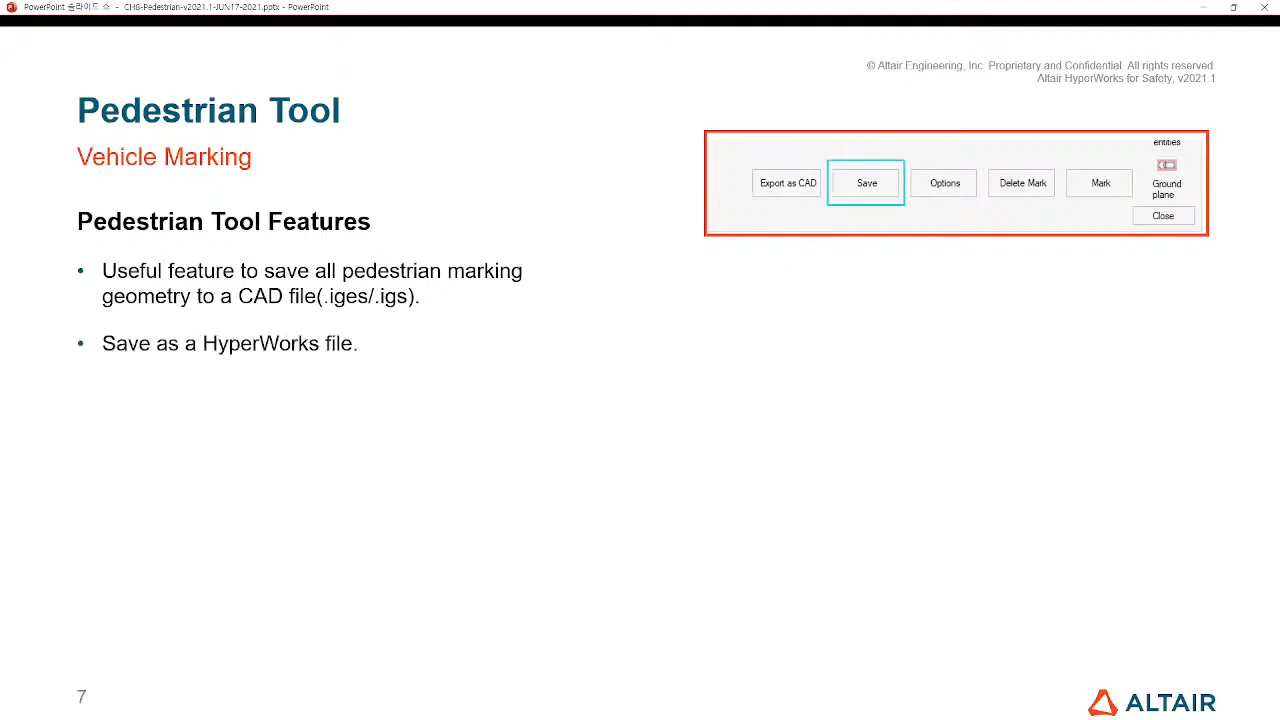 PowerPoint 슬라이드 쇼 - CH8-Pedestrian-v2021.1-JUN17-2021.pptx - PowerPoint
© Altair Engineering, Inc. Proprietary and Confidential. All rights reserved.
Altair HyperWorks for Safety, v2021.1
Pedestrian Tool
Vehicle Marking
entities
Export as CAD
Save
Options
Delete Mark
Mark
Ground
plane
Close
Pedestrian Tool Features
• Useful feature to save all pedestrian marking
geometry to a CAD file(.iges/.igs).
• Save as a HyperWorks file.
7
ALTAIR